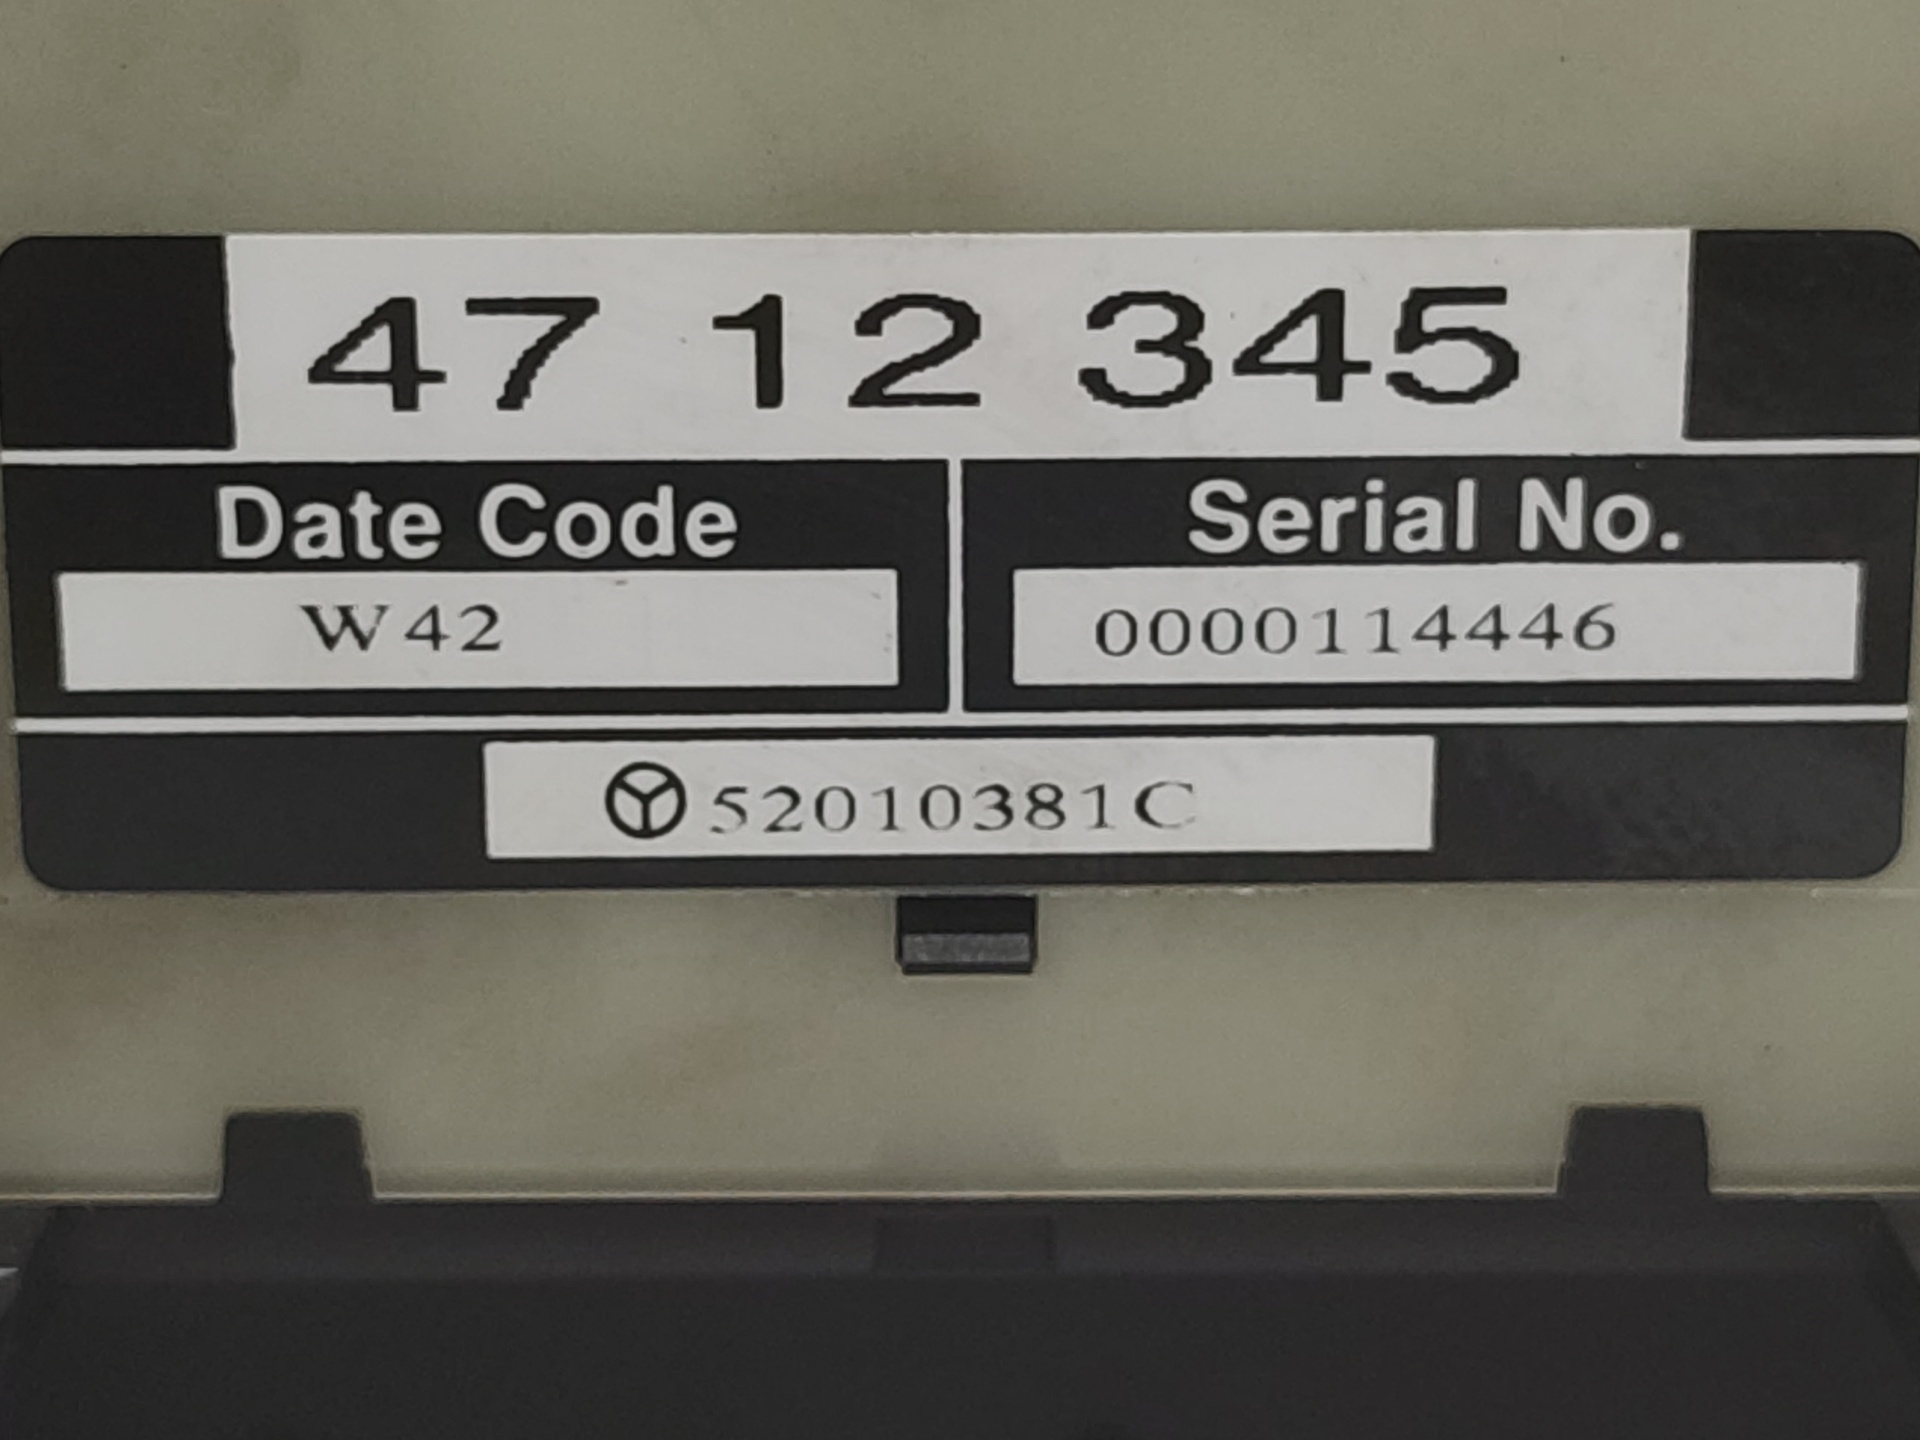 47 12 345
Date Code
Serial No.
W42
0000114446
52010381C